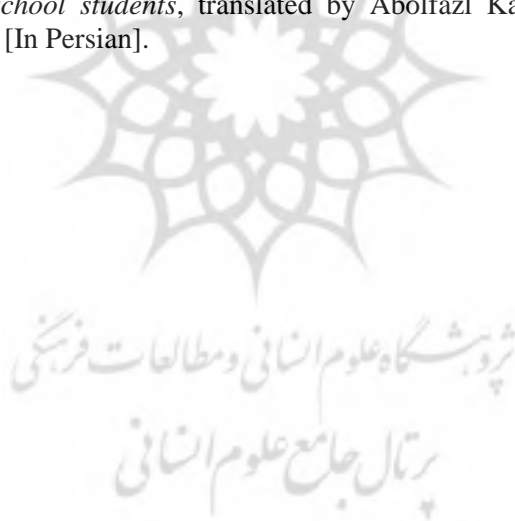 chool students, translated by Abolfazl Ka
[In Persian].
پژوهشگاه علوم انسانی و مطالعات فرهنگی
پرتال جامع علوم انسانی